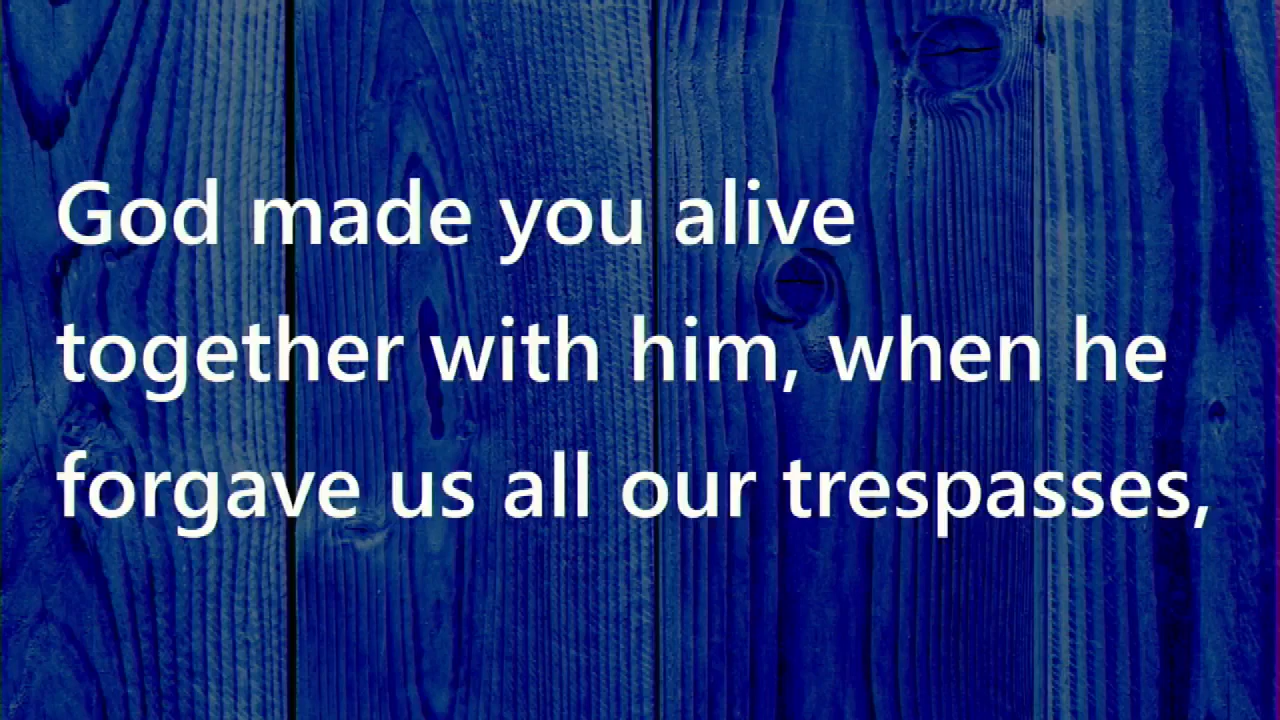 God made you alive
together with him, when he
forgave us all our trespasses,